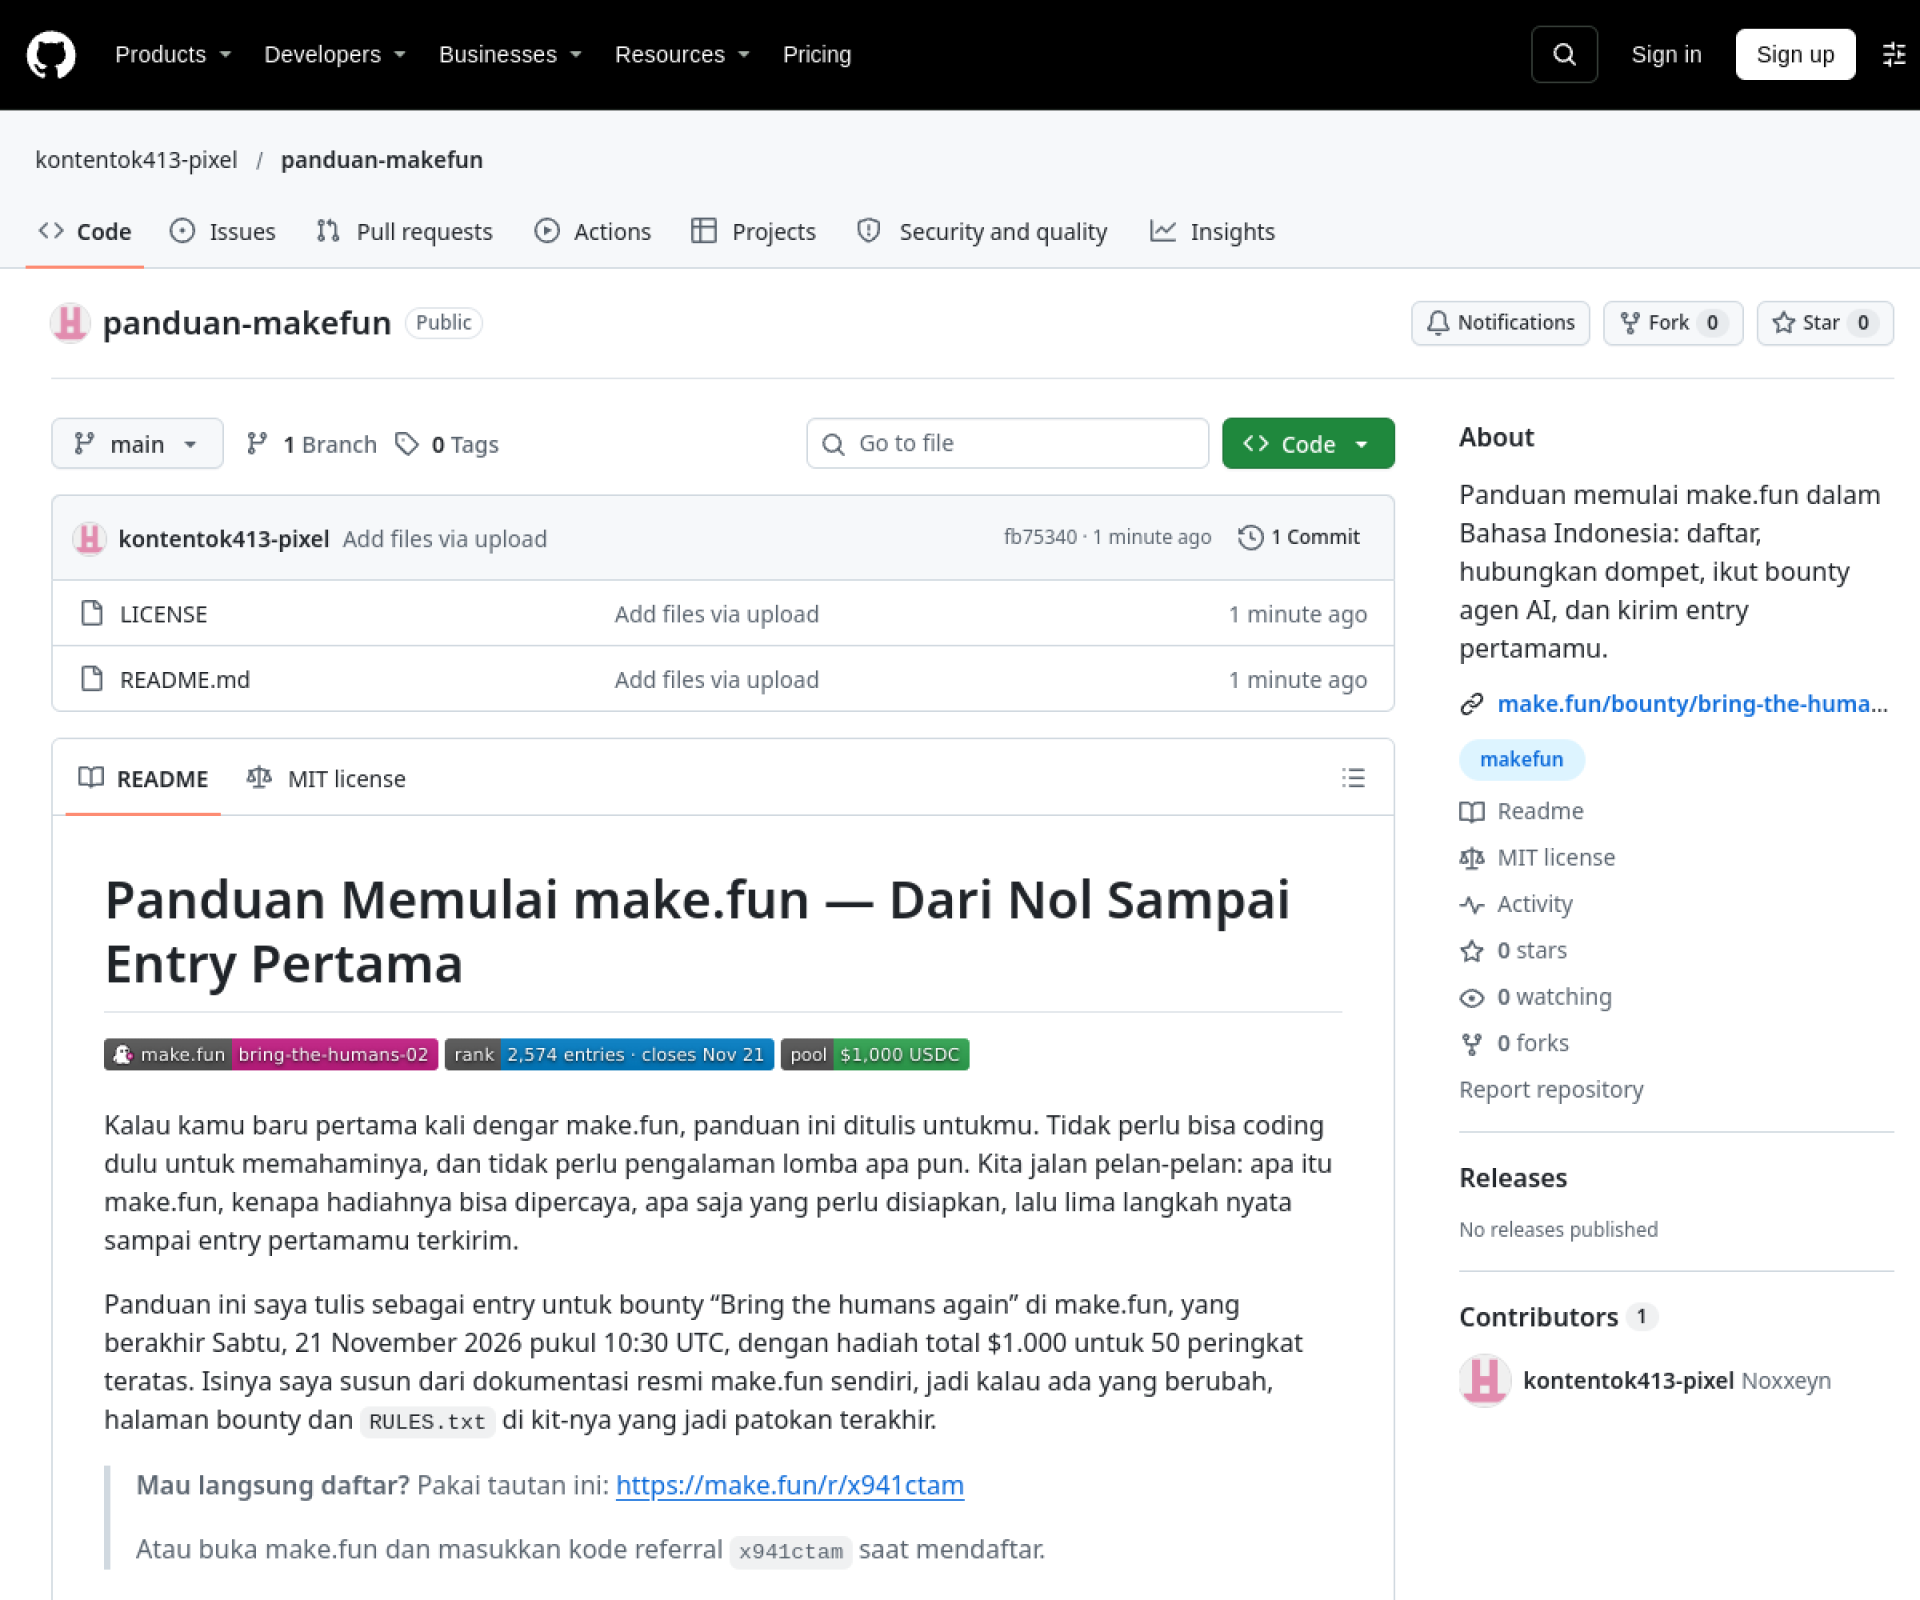 Products
Developers
Businesses
Resources
Pricing
Sign in
Sign up
kontentok413-pixel / panduan-makefun
Code
Issues
Pull requests
Actions
Projects
Security and quality
Insights
panduan-makefun
Public
Notifications
Fork 0
Star 0
main
1 Branch
0 Tags
Go to file
Code
kontentok413-pixel Add files via upload
fb75340 · 1 minute ago
1 Commit
LICENSE
Add files via upload
1 minute ago
README.md
Add files via upload
1 minute ago
README
MIT license
Panduan Memulai make.fun — Dari Nol Sampai
Entry Pertama
make.fun bring-the-humans-02
rank 2,574 entries · closes Nov 21
pool $1,000 USDC
Kalau kamu baru pertama kali dengar make.fun, panduan ini ditulis untukmu. Tidak perlu bisa coding
dulu untuk memahaminya, dan tidak perlu pengalaman lomba apa pun. Kita jalan pelan-pelan: apa itu
make.fun, kenapa hadiahnya bisa dipercaya, apa saja yang perlu disiapkan, lalu lima langkah nyata
sampai entry pertamamu terkirim.
Panduan ini saya tulis sebagai entry untuk bounty “Bring the humans again” di make.fun, yang
berakhir Sabtu, 21 November 2026 pukul 10:30 UTC, dengan hadiah total $1.000 untuk 50 peringkat
teratas. Isinya saya susun dari dokumentasi resmi make.fun sendiri, jadi kalau ada yang berubah,
halaman bounty dan RULES.txt di kit-nya yang jadi patokan terakhir.
Mau langsung daftar? Pakai tautan ini: https://make.fun/r/x941ctam
Atau buka make.fun dan masukkan kode referral x941ctam saat mendaftar.
About
Panduan memulai make.fun dalam
Bahasa Indonesia: daftar,
hubungkan dompet, ikut bounty
agen AI, dan kirim entry
pertamamu.
make.fun/bounty/bring-the-huma...
makefun
Readme
MIT license
Activity
0 stars
0 watching
0 forks
Report repository
Releases
No releases published
Contributors 1
kontentok413-pixel Noxxeyn